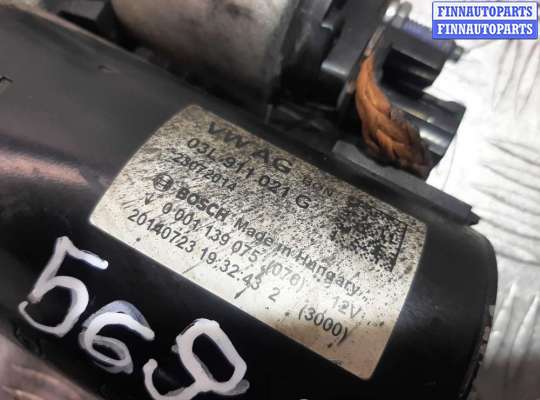 FINNAUTOPARTS
FINNAUTOPARTS
VW AG
03L 911 021 G
23072014
BOSCH Made in Hungary...
V 0 001 139 075 (076) 12V
20140723 19:32:43 2 (3000)
569